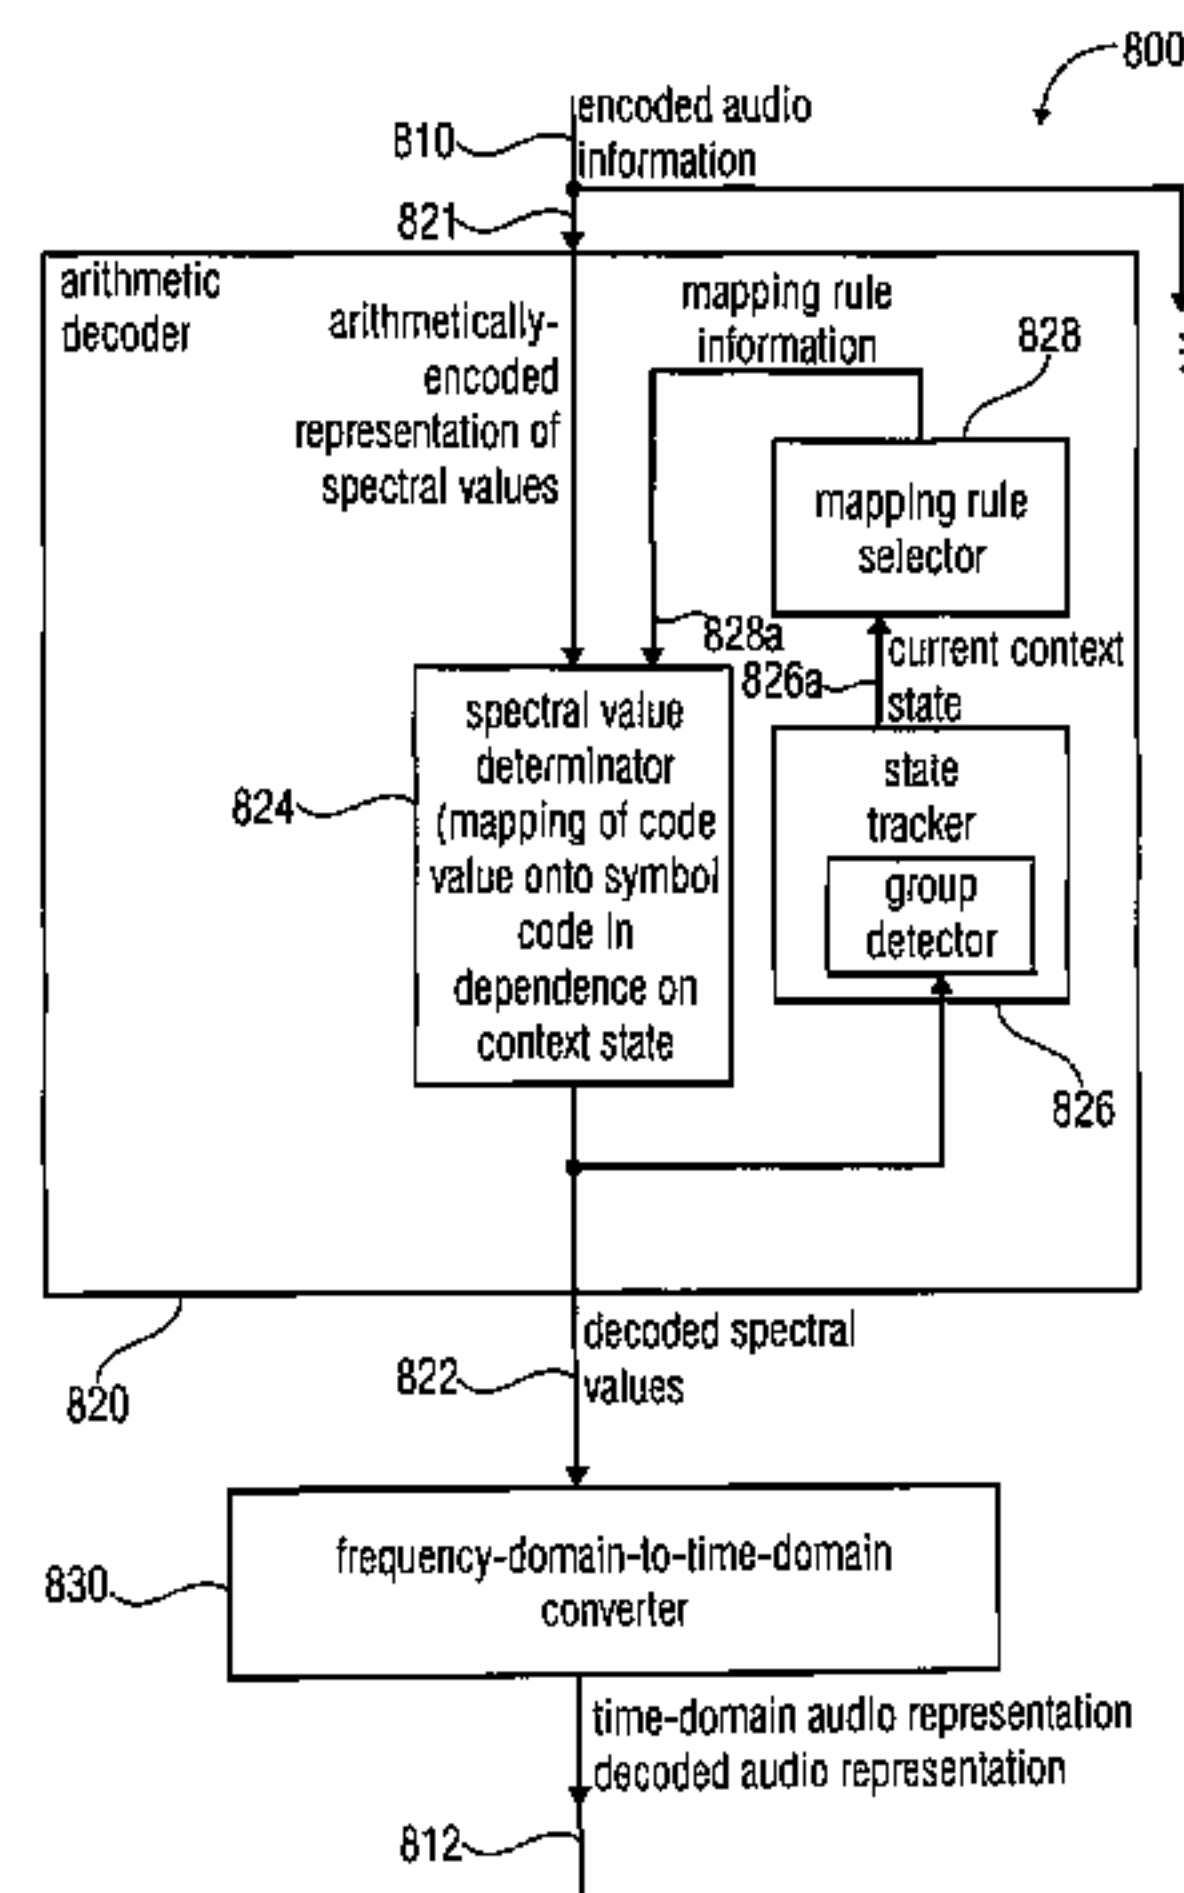 800
encoded audio
information
810
821
arithmetic
decoder
arithmetically-
encoded
representation of
spectral values
mapping rule
information
828
mapping rule
selector
828a
826a
current context
state
spectral value
determinator
(mapping of code
value onto symbol
code in
dependence on
context state
824
state
tracker
group
detector
826
820
decoded spectral
values
822
frequency-domain-to-time-domain
converter
830
time-domain audio representation
decoded audio representation
812